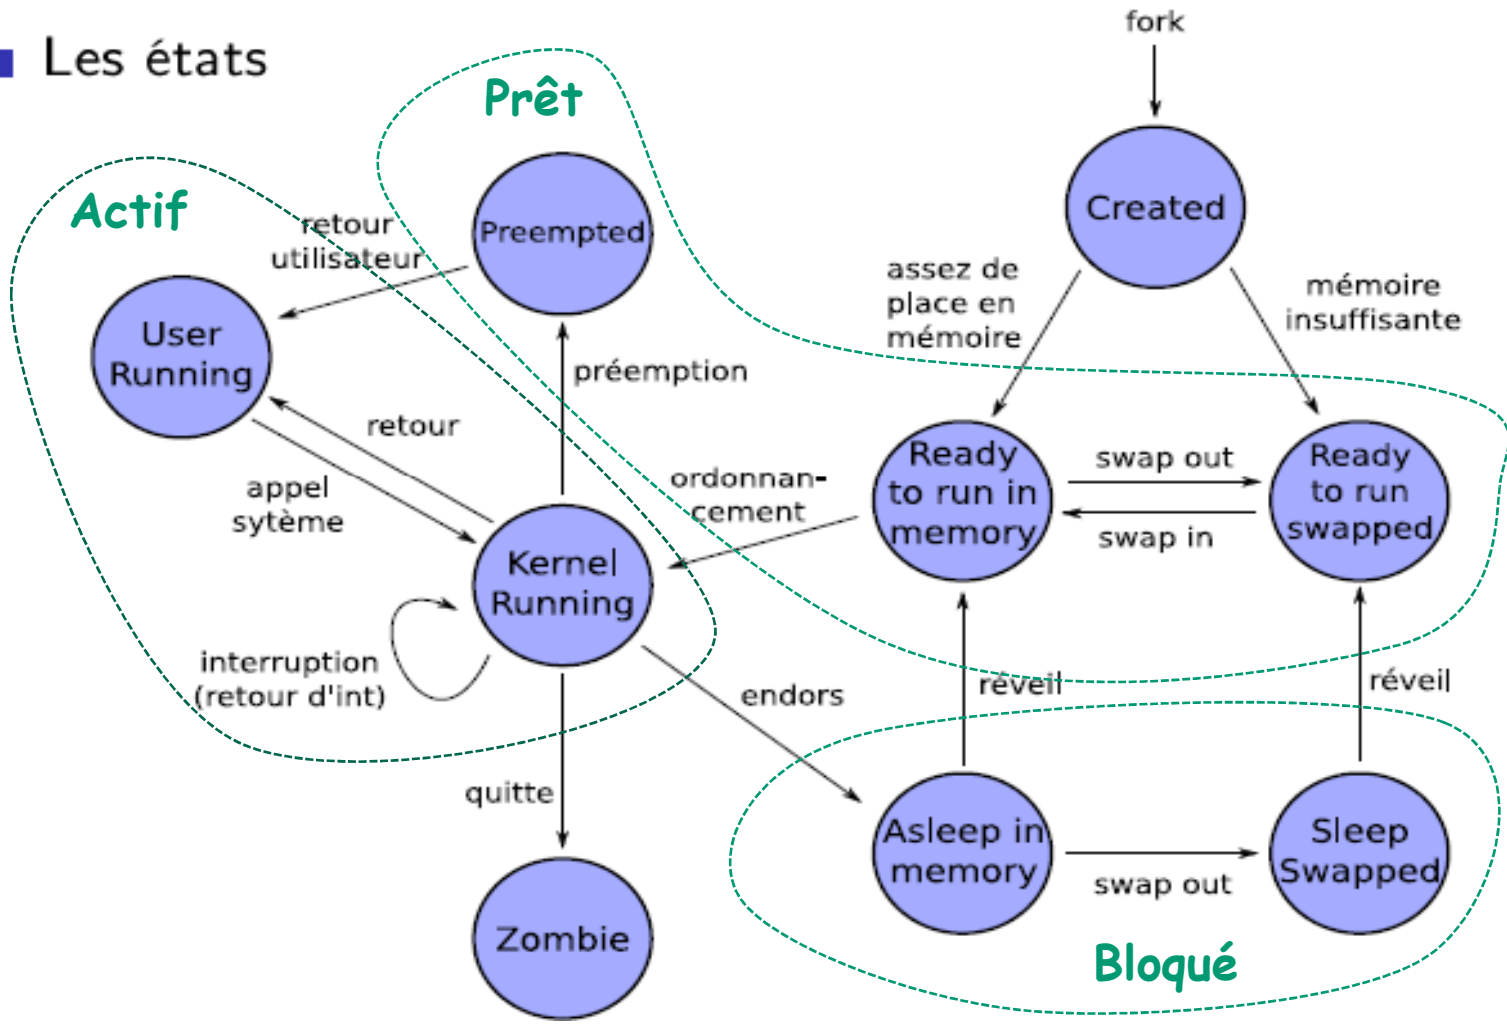 Les états
fork
Prêt
Created
Actif
Preempted
retour
utilisateur
assez de
place en
mémoire
mémoire
insuffisante
User
Running
préemption
retour
appel
sytème
ordonnan-
cement
Ready
to run in
memory
swap out
swap in
Ready
to run
swapped
Kernel
Running
interruption
(retour d'int)
endors
réveil
réveil
quitte
Asleep in
memory
swap out
Sleep
Swapped
Zombie
Bloqué